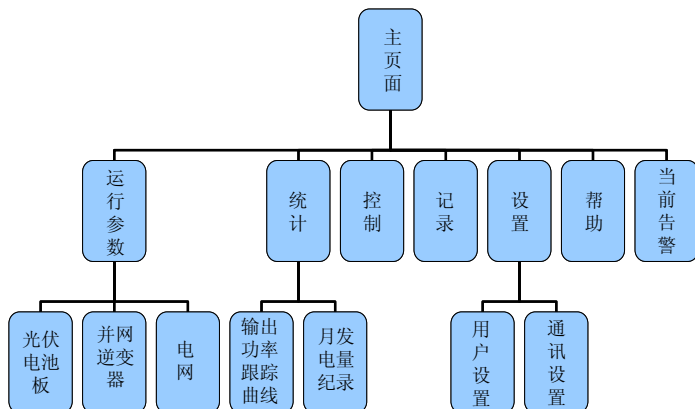 主
页
面
运
行
参
数
统
计
控
制
记
录
设
置
帮
助
当
前
告
警
光伏
电池
板
并网
逆变
器
电
网
输出
功率
跟踪
曲线
月发
电量
纪录
用
户
设
置
通
讯
设
置